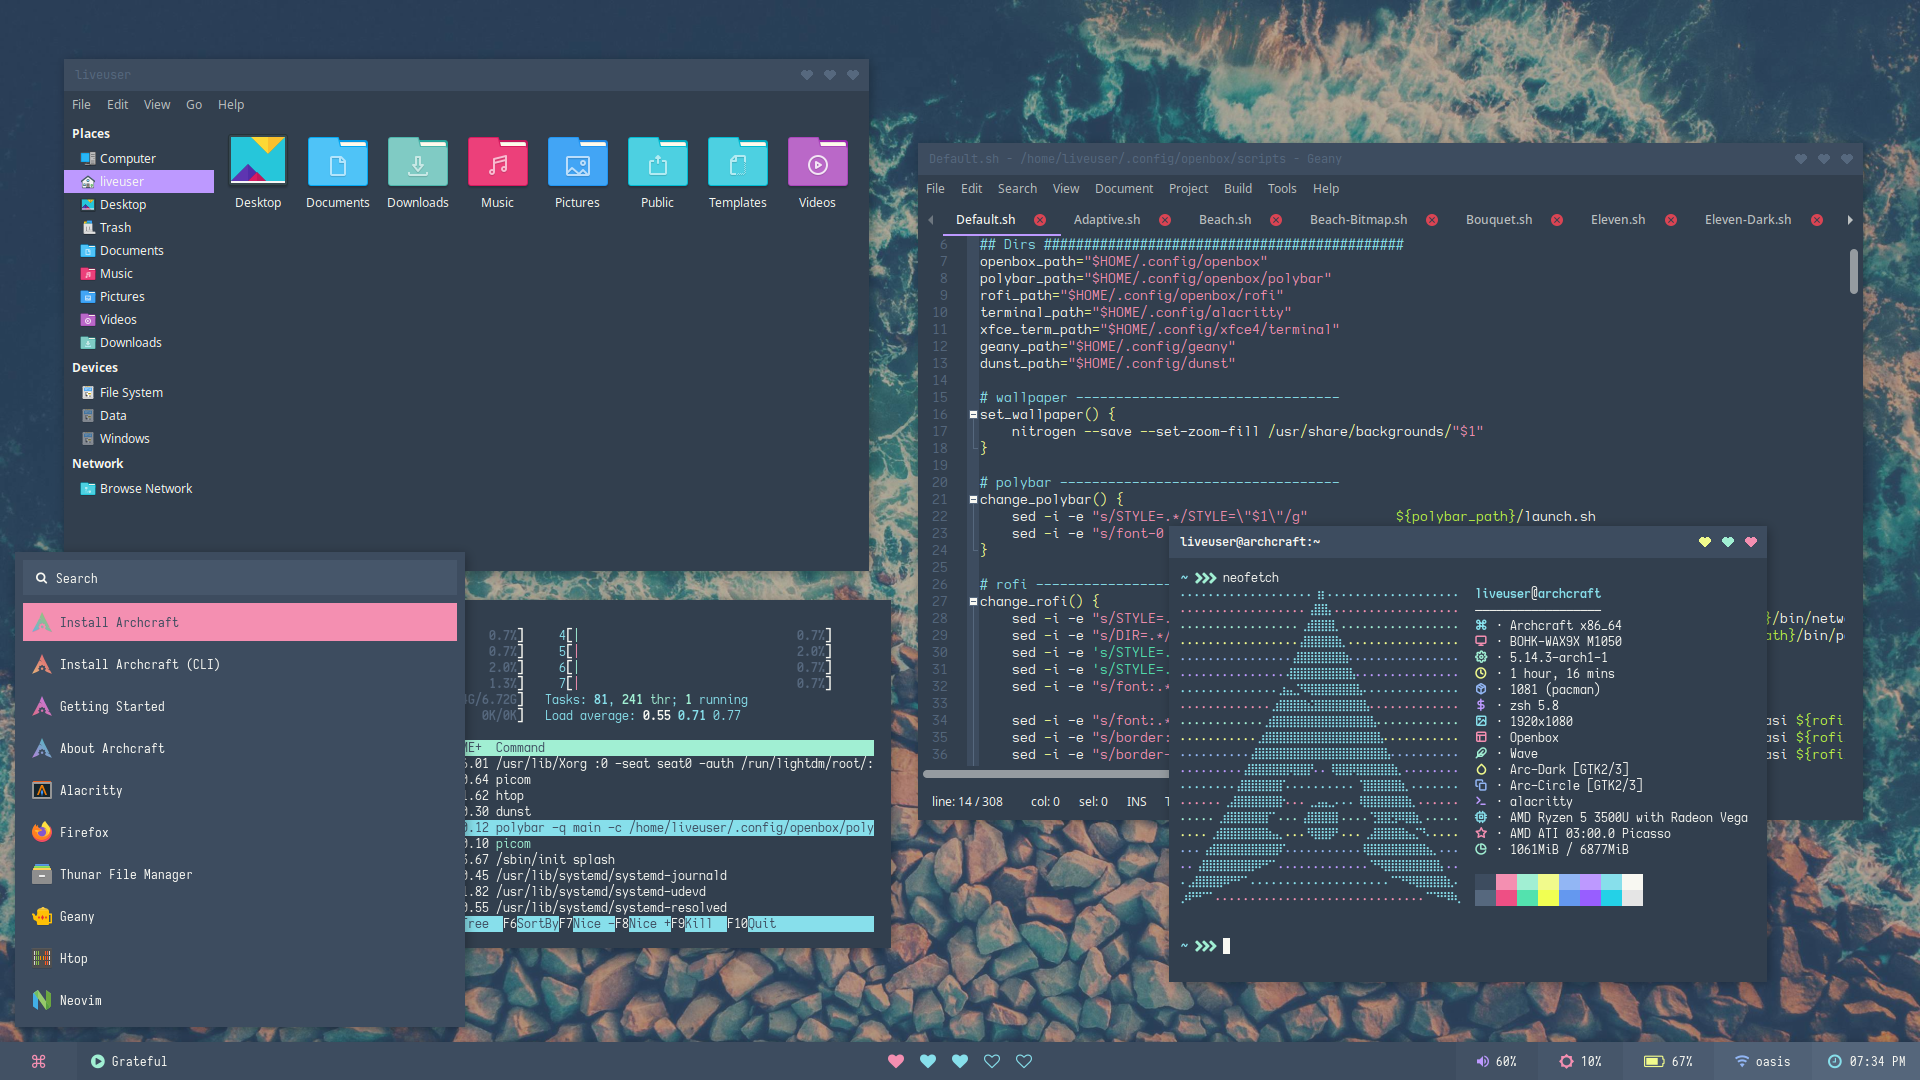 liveuser
File Edit View Go Help
Places
Computer
liveuser
Desktop
Trash
Documents
Music
Pictures
Videos
Downloads
Devices
File System
Data
Windows
Network
Browse Network
Desktop Documents Downloads Music Pictures Public Templates Videos
Default.sh - /home/liveuser/.config/openbox/scripts - Geany
File Edit Search View Document Project Build Tools Help
Default.sh Adaptive.sh Beach.sh Beach-Bitmap.sh Bouquet.sh Eleven.sh Eleven-Dark.sh
6 ## Dirs #############################################
7 openbox_path="$HOME/.config/openbox"
8 polybar_path="$HOME/.config/openbox/polybar"
9 rofi_path="$HOME/.config/openbox/rofi"
10 terminal_path="$HOME/.config/alacritty"
11 xfce_term_path="$HOME/.config/xfce4/terminal"
12 geany_path="$HOME/.config/geany"
13 dunst_path="$HOME/.config/dunst"
14
15 # wallpaper ---------------------------------
16 set_wallpaper() {
17 nitrogen --save --set-zoom-fill /usr/share/backgrounds/"$1"
18 }
19
20 # polybar -----------------------------------
21 change_polybar() {
22 sed -i -e "s/STYLE=.*/STYLE=\"$1\"/g" ${polybar_path}/launch.sh
23 sed -i -e "s/font-0
24 }
25
26 # rofi -----------------
27 change_rofi() {
28 sed -i -e "s/STYLE=. }/bin/netw
29 sed -i -e "s/DIR=.*/ path}/bin/p
30 sed -i -e 's/STYLE=.
31 sed -i -e 's/STYLE=.
32 sed -i -e "s/font:.*
33
34 sed -i -e "s/font:.* asi ${rofi
35 sed -i -e "s/border: asi ${rofi
36 sed -i -e "s/border- asi ${rofi
line: 14 / 308 col: 0 sel: 0 INS T
Search
Install Archcraft
Install Archcraft (CLI)
Getting Started
About Archcraft
Alacritty
Firefox
Thunar File Manager
Geany
Htop
Neovim
0.7%] 4[| 0.7%]
0.7%] 5[| 2.0%]
2.0%] 6[| 0.7%]
1.3%] 7[| 0.7%]
G/6.72G] Tasks: 81, 241 thr; 1 running
0K/0K] Load average: 0.55 0.71 0.77
ME+ Command
.01 /usr/lib/Xorg :0 -seat seat0 -auth /run/lightdm/root/:
.64 picom
.62 htop
.30 dunst
.12 polybar -q main -c /home/liveuser/.config/openbox/poly
.10 picom
.67 /sbin/init splash
.45 /usr/lib/systemd/systemd-journald
.82 /usr/lib/systemd/systemd-udevd
.55 /usr/lib/systemd/systemd-resolved
Tree F6SortByF7Nice -F8Nice +F9Kill F10Quit
liveuser@archcraft:~
~ ❯❯❯ neofetch
liveuser@archcraft
· Archcraft x86_64
· BOHK-WAX9X M1050
· 5.14.3-arch1-1
· 1 hour, 16 mins
· 1081 (pacman)
· zsh 5.8
· 1920x1080
· Openbox
· Wave
· Arc-Dark [GTK2/3]
· Arc-Circle [GTK2/3]
· alacritty
· AMD Ryzen 5 3500U with Radeon Vega
· AMD ATI 03:00.0 Picasso
· 1061MiB / 6877MiB
~ ❯❯❯
Grateful
60% 10% 67% oasis 07:34 PM